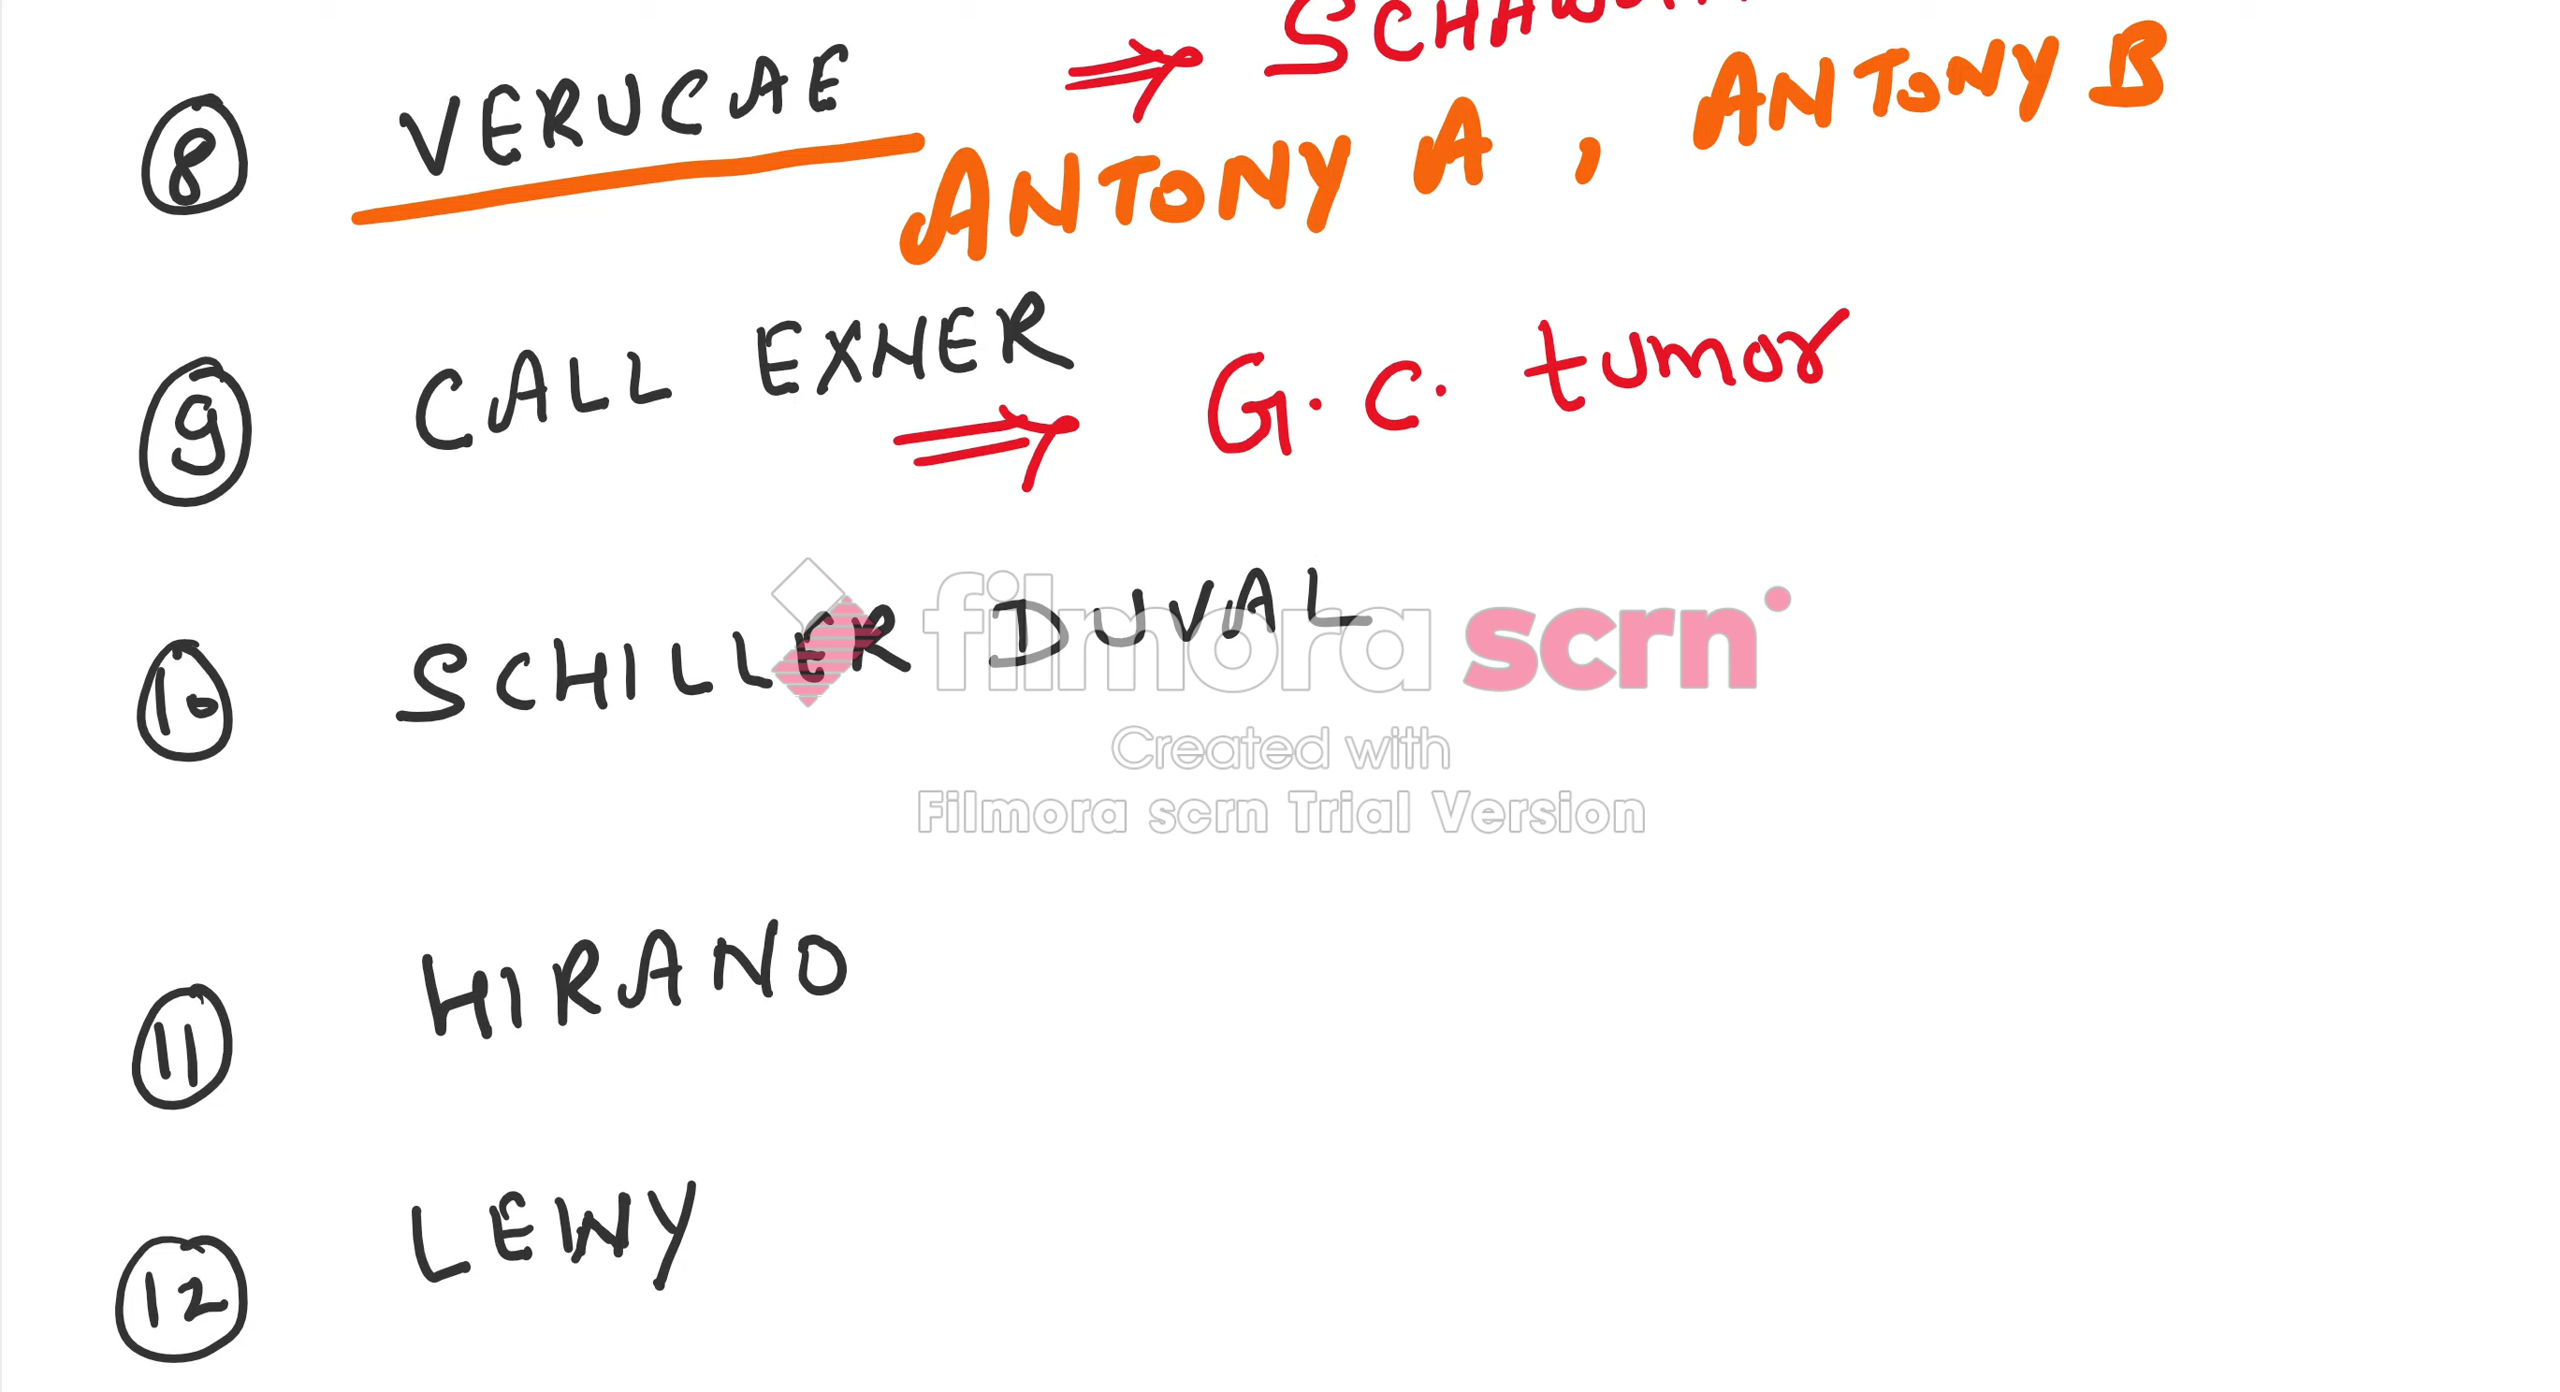 ⑧ VERUCAE ⇒
ANTONY A, ANTONY B
⑨ CALL EXNER
⇒ G.C. tumor
⑩ SCHILLER DUVAL
filmora scrn
Created with
Filmora scrn Trial Version
⑪ HIRANO
⑫ LEWY